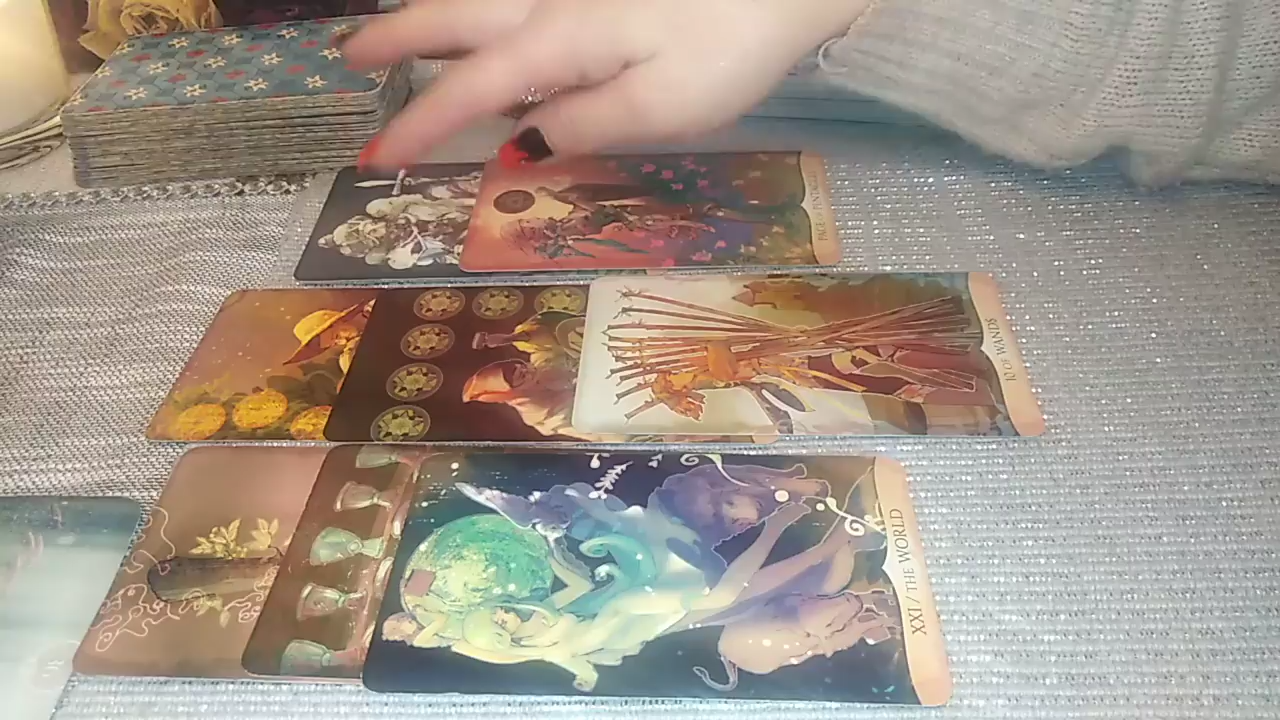 PAGE OF PENTACLES
10 OF WANDS
XXI / THE WORLD